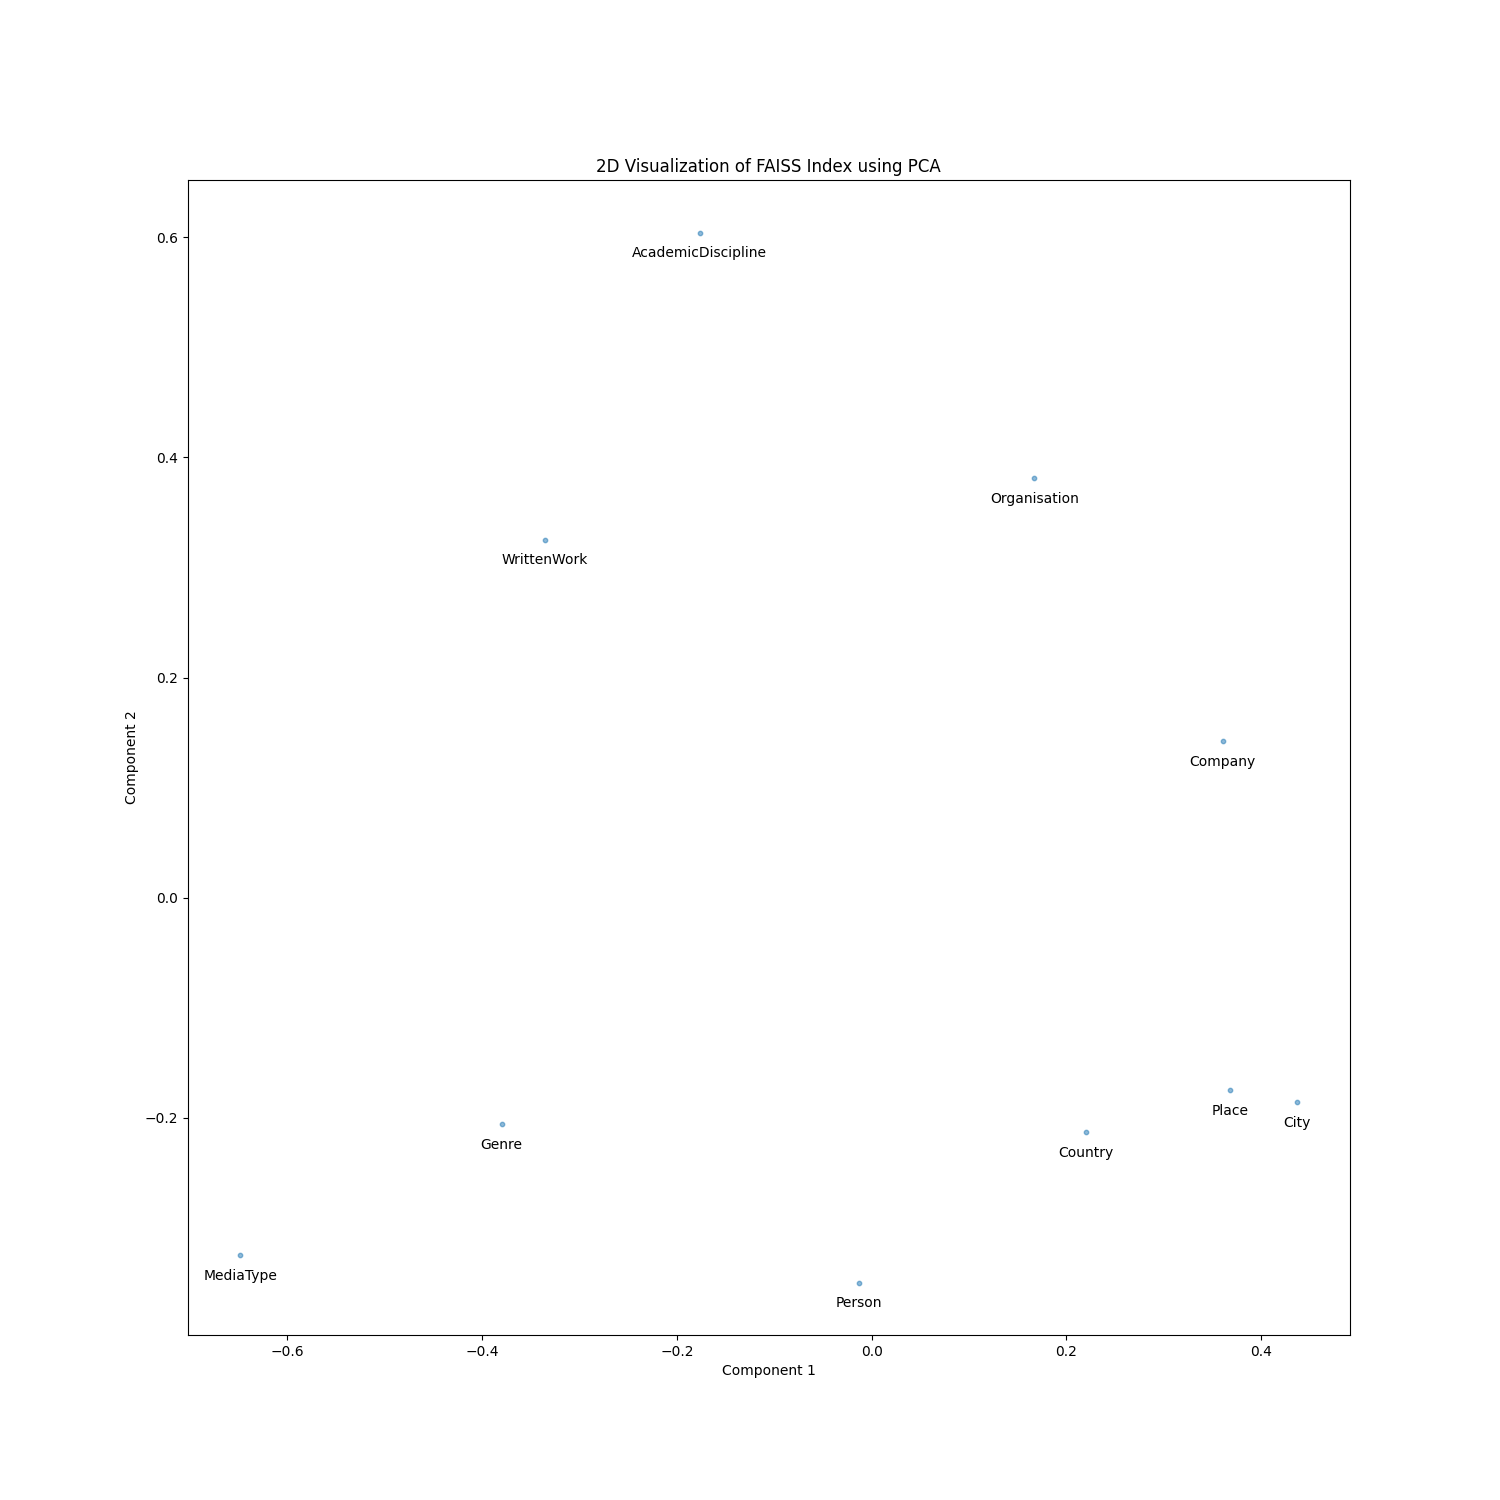 2D Visualization of FAISS Index using PCA
0.6
AcademicDiscipline
0.4
Organisation
WrittenWork
0.2
Component 2
Company
0.0
−0.2
Place
City
Genre
Country
MediaType
Person
−0.6
−0.4
−0.2
0.0
0.2
0.4
Component 1